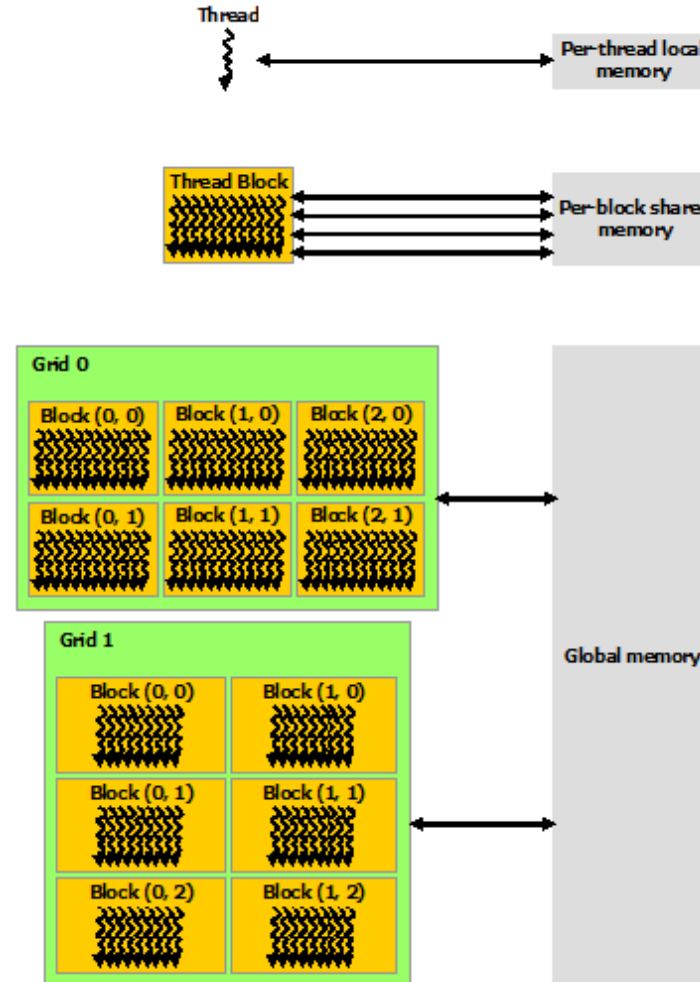 Thread
Per-thread local
memory
Thread Block
Per-block share
memory
Grid 0
Block (0, 0)
Block (1, 0)
Block (2, 0)
Block (0, 1)
Block (1, 1)
Block (2, 1)
Grid 1
Global memory
Block (0, 0)
Block (1, 0)
Block (0, 1)
Block (1, 1)
Block (0, 2)
Block (1, 2)